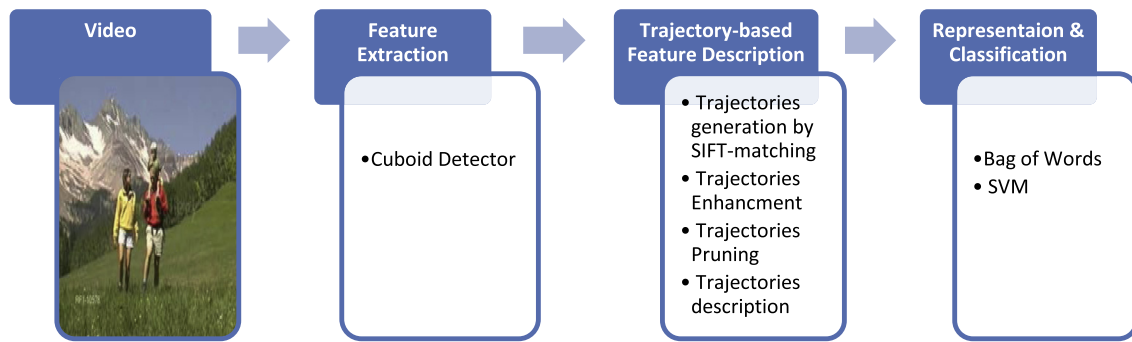 Video
Feature
Extraction
•Cuboid Detector
Trajectory-based
Feature Description
• Trajectories
generation by
SIFT-matching
• Trajectories
Enhancment
• Trajectories
Pruning
• Trajectories
description
Representaion &
Classification
•Bag of Words
• SVM